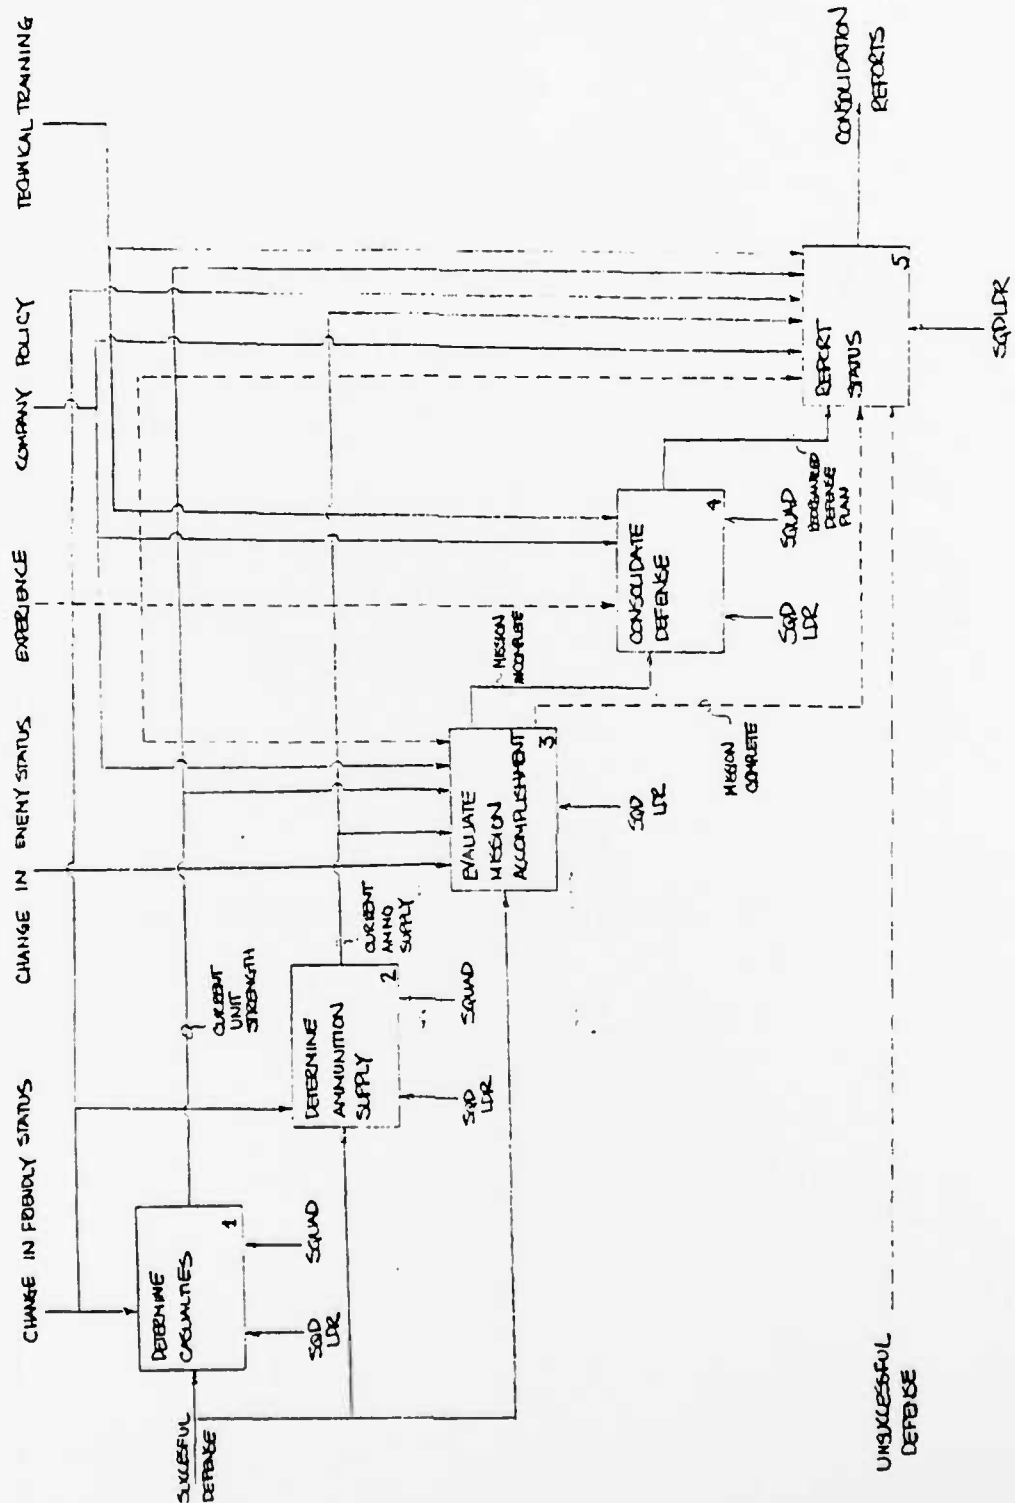 CHANGE IN FRIENDLY STATUS
CHANGE IN ENEMY STATUS
EXPERIENCE
COMPANY POLICY
TECHNICAL TRAINING
SUCCESSFUL
DEFENSE
DETERMINE
CASUALTIES
1
SQD
LDR
SQUAD
CURRENT
UNIT
STRENGTH
DETERMINE
AMMUNITION
SUPPLY
2
SQD
LDR
SQUAD
CURRENT
AMMO
SUPPLY
EVALUATE
MISSION
ACCOMPLISHMENT
3
SQD
LDR
MISSION
INCOMPLETE
MISSION
COMPLETE
CONSOLIDATE
DEFENSE
4
SQD
LDR
SQUAD
REORGANIZED
DEFENSE
PLAN
REPORT
STATUS
5
SQD LDR
CONSOLIDATION
REPORTS
UNSUCCESSFUL
DEFENSE